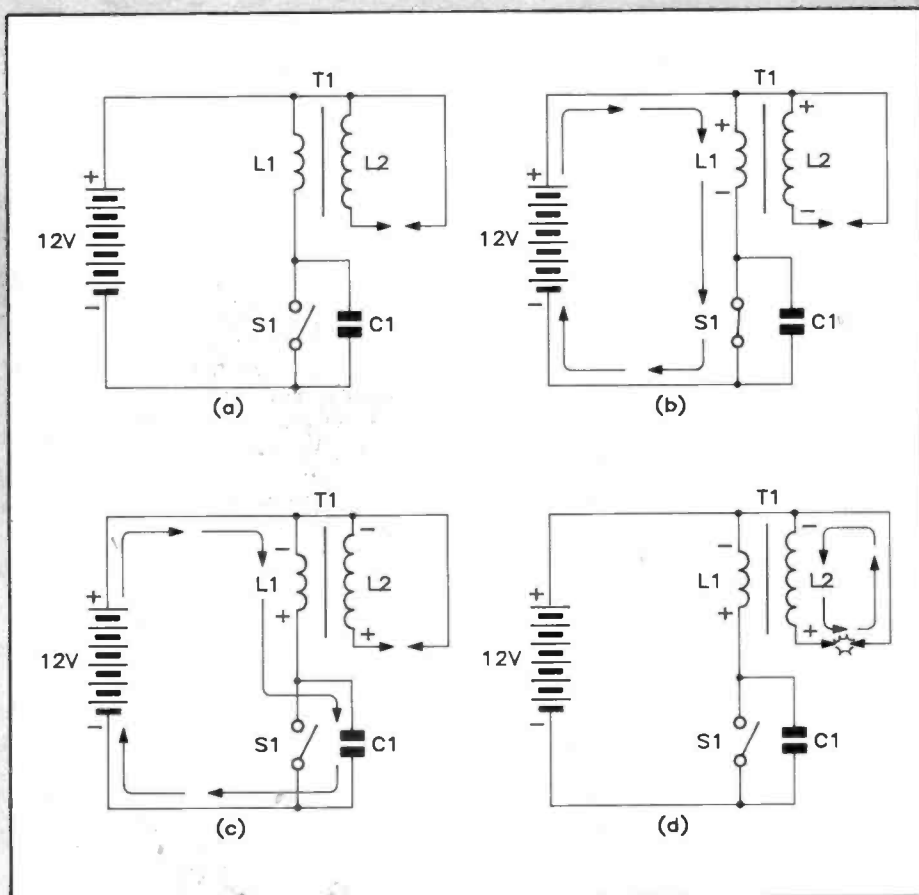 T1
L1
L2
+
12V
−
S1
C1
(a)
T1
+
+
+
L1
L2
−
−
12V
−
S1
C1
(b)
T1
−
−
L1
L2
+
+
+
12V
−
S1
C1
(c)
T1
−
−
L1
L2
+
+
+
12V
−
S1
C1
(d)